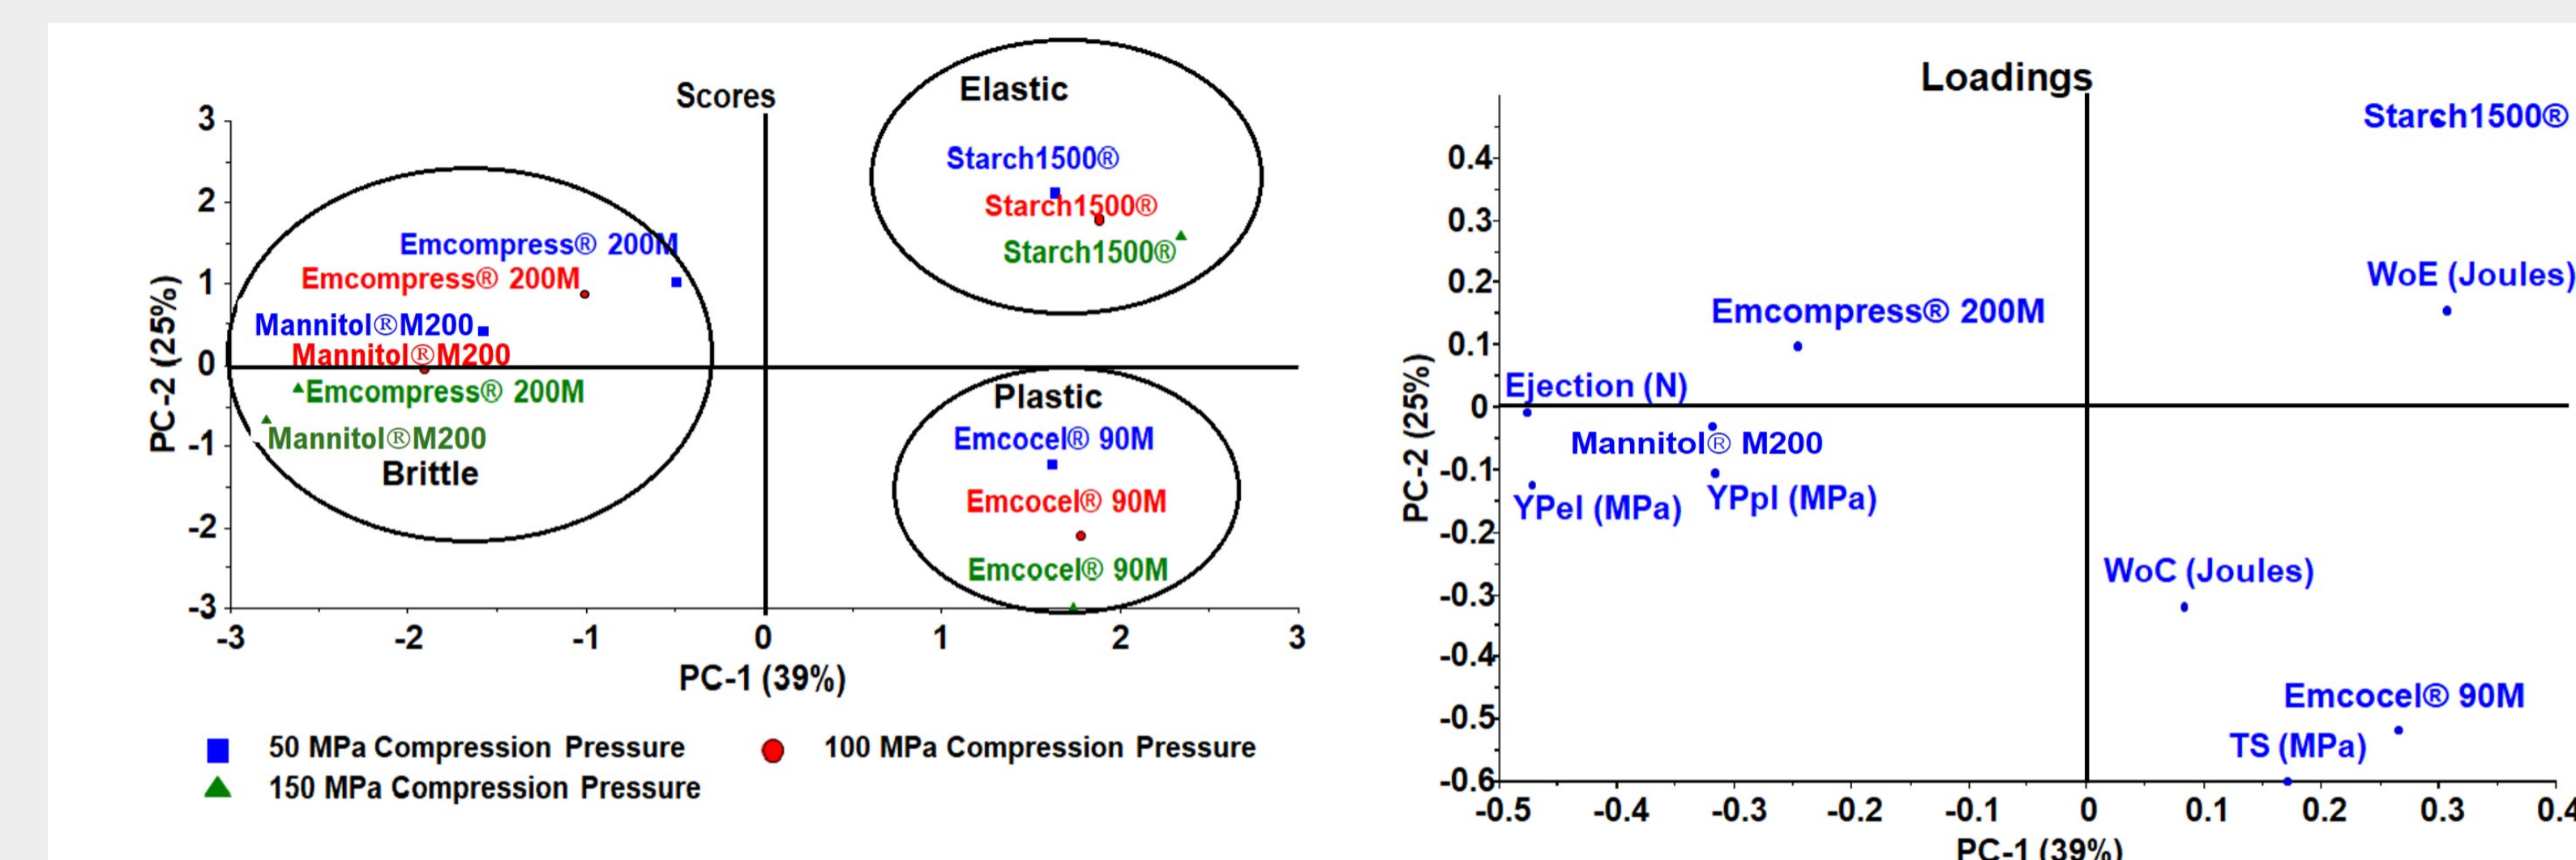 Scores
3
2
1
0
-1
-2
-3
PC-2 (25%)
-3
-2
-1
0
1
2
3
PC-1 (39%)
Elastic
Starch1500®
Starch1500®
Starch1500®
Emcompress® 200M
Emcompress® 200M
Mannitol®M200
Mannitol®M200
Emcompress® 200M
Mannitol®M200
Brittle
Plastic
Emcocel® 90M
Emcocel® 90M
Emcocel® 90M
50 MPa Compression Pressure
100 MPa Compression Pressure
150 MPa Compression Pressure
Loadings
0.4
0.3
0.2
0.1
0
-0.1
-0.2
-0.3
-0.4
-0.5
-0.6
PC-2 (25%)
Starch1500®
WoE (Joules)
Emcompress® 200M
Ejection (N)
Mannitol® M200
YPel (MPa)
YPpl (MPa)
WoC (Joules)
Emcocel® 90M
TS (MPa)
-0.5
-0.4
-0.3
-0.2
-0.1
0
0.1
0.2
0.3
0.4
PC-1 (39%)